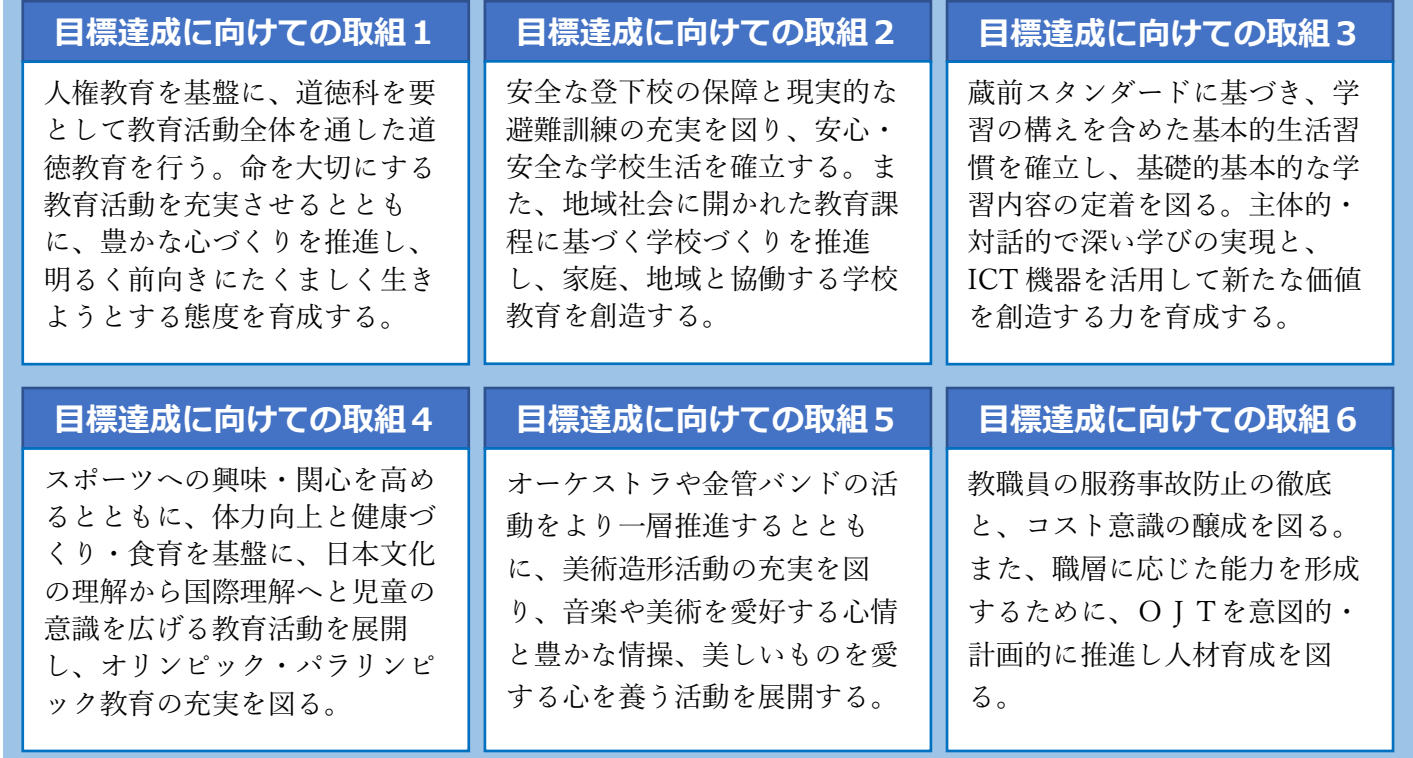 目標達成に向けての取組１
人権教育を基盤に、道徳科を要
として教育活動全体を通した道
徳教育を行う。命を大切にする
教育活動を充実させるととも
に、豊かな心づくりを推進し、
明るく前向きにたくましく生き
ようとする態度を育成する。
目標達成に向けての取組２
安全な登下校の保障と現実的な
避難訓練の充実を図り、安心・
安全な学校生活を確立する。ま
た、地域社会に開かれた教育課
程に基づく学校づくりを推進
し、家庭、地域と協働する学校
教育を創造する。
目標達成に向けての取組３
蔵前スタンダードに基づき、学
習の構えを含めた基本的生活習
慣を確立し、基礎的基本的な学
習内容の定着を図る。主体的・
対話的で深い学びの実現と、
ICT 機器を活用して新たな価値
を創造する力を育成する。
目標達成に向けての取組４
スポーツへの興味・関心を高め
るとともに、体力向上と健康づ
くり・食育を基盤に、日本文化
の理解から国際理解へと児童の
意識を広げる教育活動を展開
し、オリンピック・パラリンピ
ック教育の充実を図る。
目標達成に向けての取組５
オーケストラや金管バンドの活
動をより一層推進するととも
に、美術造形活動の充実を図
り、音楽や美術を愛好する心情
と豊かな情操、美しいものを愛
する心を養う活動を展開する。
目標達成に向けての取組６
教職員の服務事故防止の徹底
と、コスト意識の醸成を図る。
また、職層に応じた能力を形成
するために、ＯＪＴを意図的・
計画的に推進し人材育成を図
る。